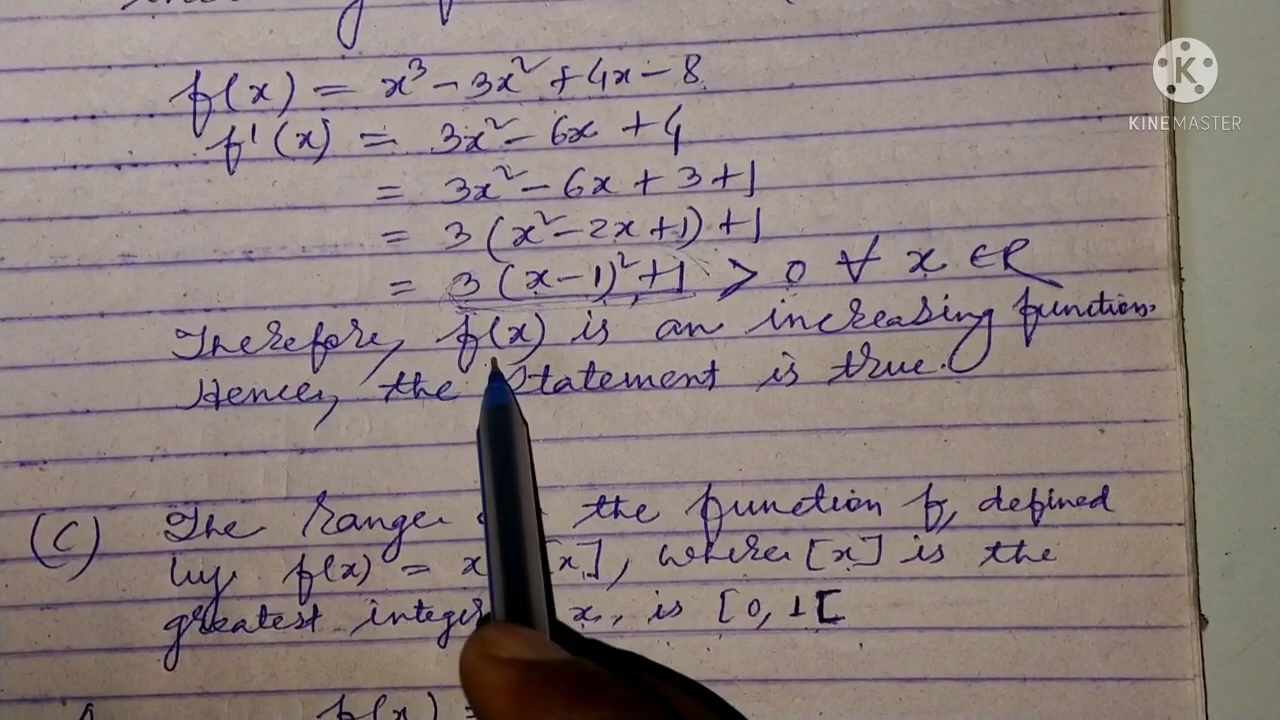 f(x) = x³ - 3x² + 4x - 8
f'(x) = 3x² - 6x + 4
= 3x² - 6x + 3 + 1
= 3(x² - 2x + 1) + 1
= 3(x-1)² + 1 > 0 ∀ x ∈ R
Therefore, f(x) is an increasing function.
Hence, the statement is true.
(C) The range the function f, defined
by f(x) = x [x], where [x] is the
greatest integer x, is [0, 1[
f(x) =
K
KINEMASTER